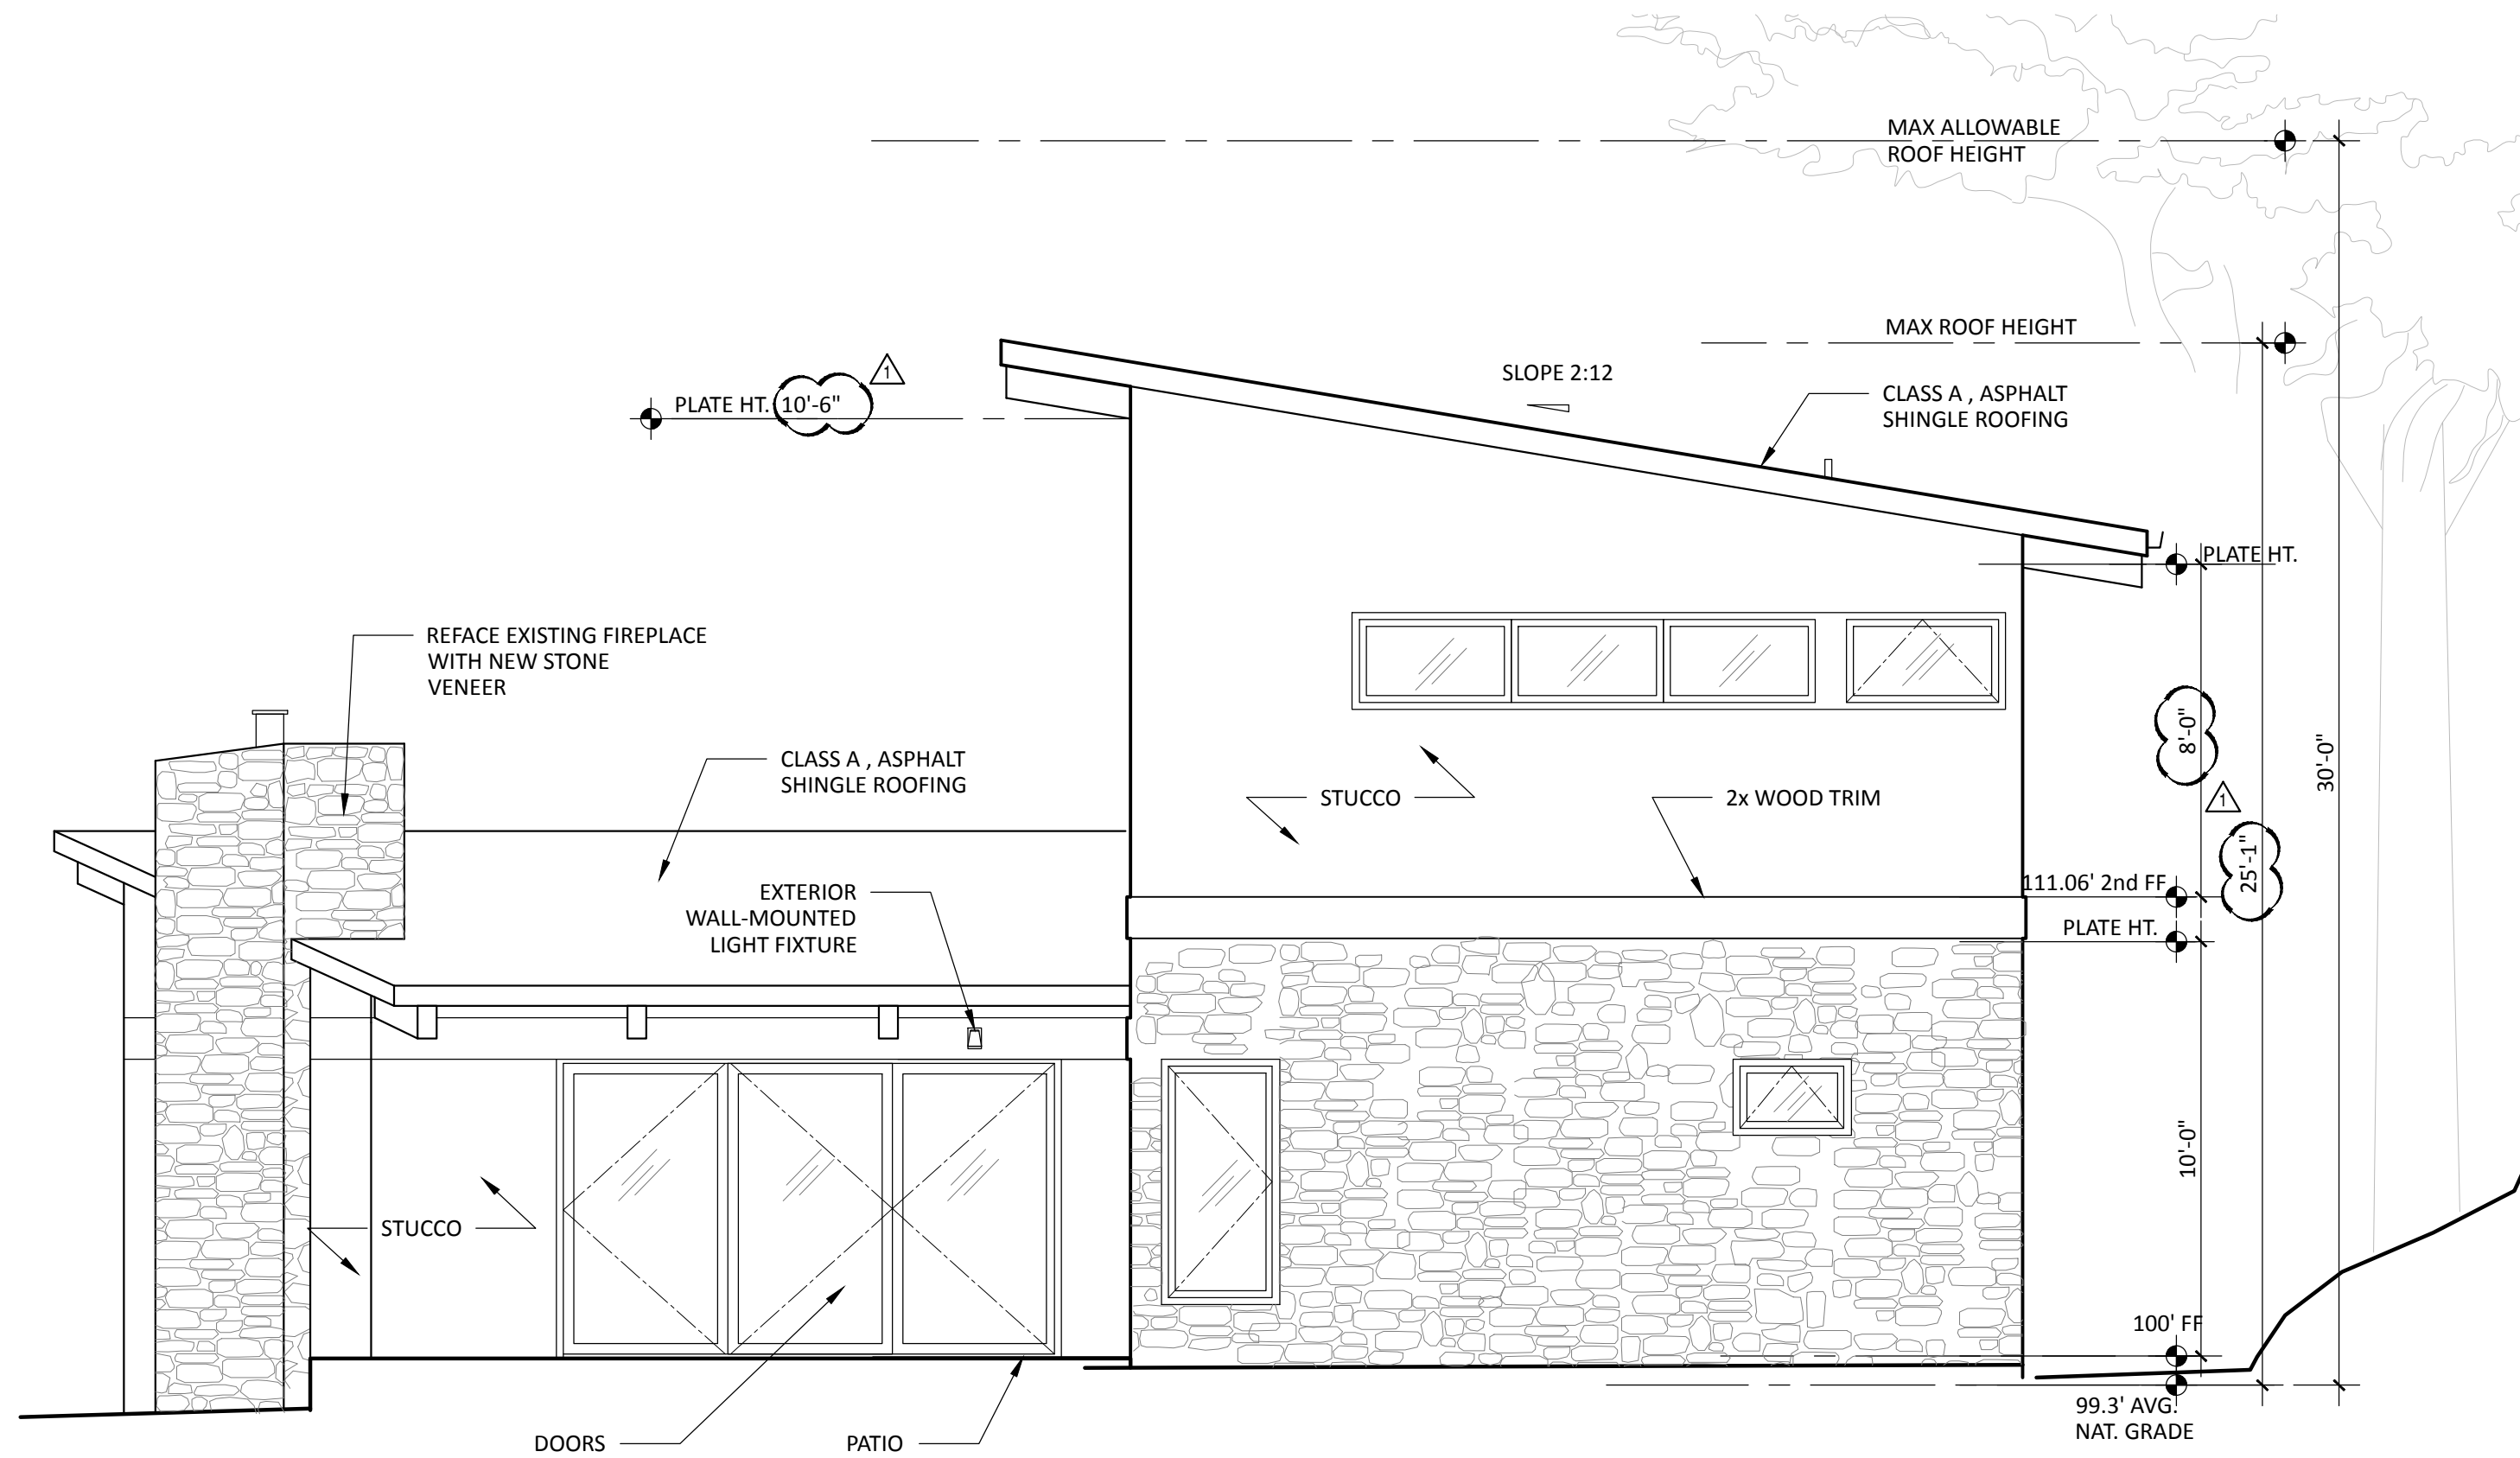 MAX ALLOWABLE
ROOF HEIGHT
MAX ROOF HEIGHT
SLOPE 2:12
1
PLATE HT. 10'-6"
CLASS A , ASPHALT
SHINGLE ROOFING
PLATE HT.
REFACE EXISTING FIREPLACE
WITH NEW STONE
VENEER
8'-0"
30'-0"
CLASS A , ASPHALT
SHINGLE ROOFING
STUCCO
2x WOOD TRIM
1
25'-1"
EXTERIOR
WALL-MOUNTED
LIGHT FIXTURE
111.06' 2nd FF
PLATE HT.
10'-0"
STUCCO
100' FF
99.3' AVG.
NAT. GRADE
DOORS
PATIO